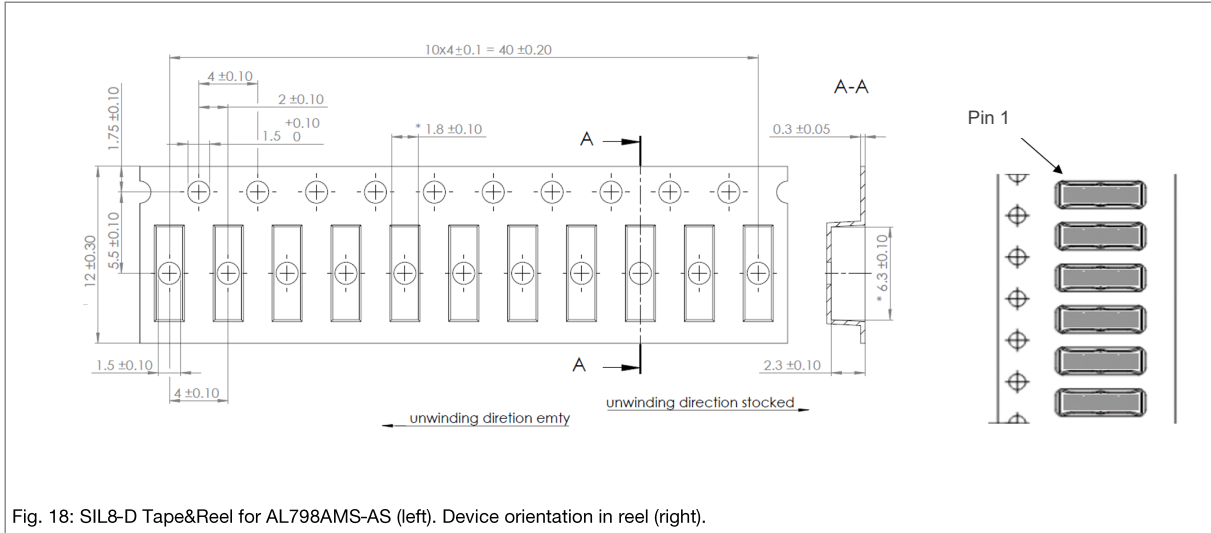 10x4±0.1 = 40 ±0.20
4 ±0.10
A-A
2 ±0.10
1.75 ±0.10
Pin 1
+0.10
1.5 0
* 1.8 ±0.10
0.3 ±0.05
A
12 ±0.30
5.5 ±0.10
* 6.3 ±0.10
1.5 ±0.10
A
2.3 ±0.10
4 ±0.10
unwinding direction stocked
unwinding diretion emty
Fig. 18: SIL8-D Tape&Reel for AL798AMS-AS (left). Device orientation in reel (right).